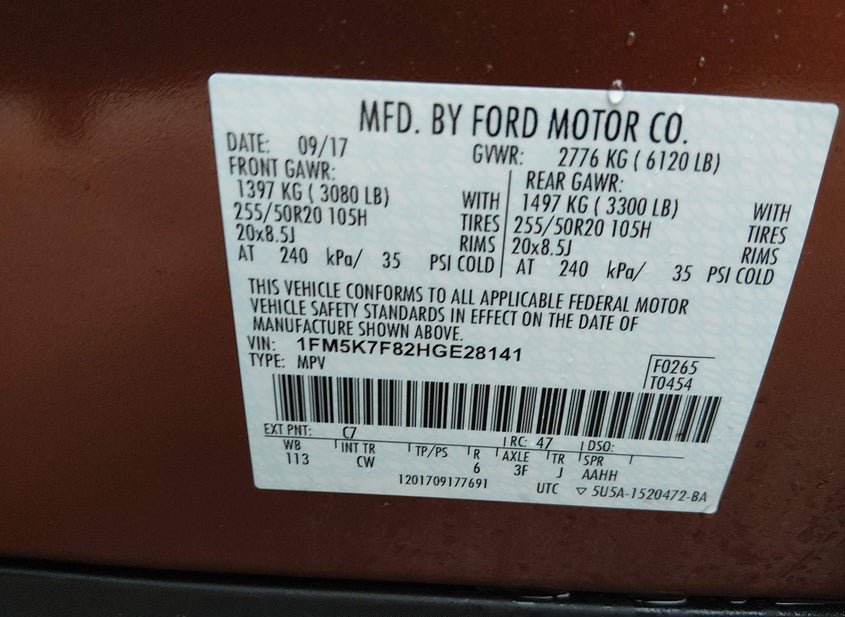 MFD. BY FORD MOTOR CO.
DATE: 09/17 GVWR: 2776 KG ( 6120 LB)
FRONT GAWR: REAR GAWR:
1397 KG ( 3080 LB) WITH 1497 KG ( 3300 LB) WITH
255/50R20 105H TIRES 255/50R20 105H TIRES
20x8.5J RIMS 20x8.5J RIMS
AT 240 kPa/ 35 PSI COLD AT 240 kPa/ 35 PSI COLD
THIS VEHICLE CONFORMS TO ALL APPLICABLE FEDERAL MOTOR
VEHICLE SAFETY STANDARDS IN EFFECT ON THE DATE OF
MANUFACTURE SHOWN ABOVE.
VIN: 1FM5K7F82HGE28141
TYPE: MPV F0265
T0454
EXT PNT: C7 RC: 47 DSO:
WB INT TR TP/PS R AXLE TR SPR
113 CW 6 3F J AAHH
1201709177691 UTC ▽ 5U5A-1520472-BA